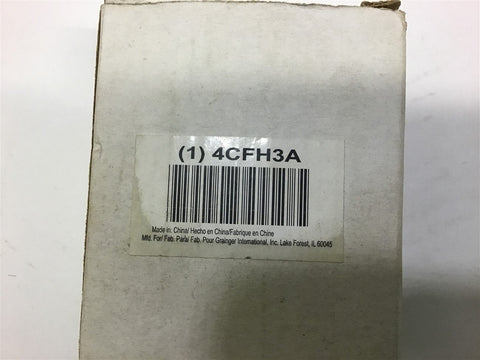 (1) 4CFH3A
Made in: China/ Hecho en China/Fabrique en Chine
Mfd. For/ Fab. Para/ Fab. Pour Grainger International, Inc. Lake Forest, IL 60045